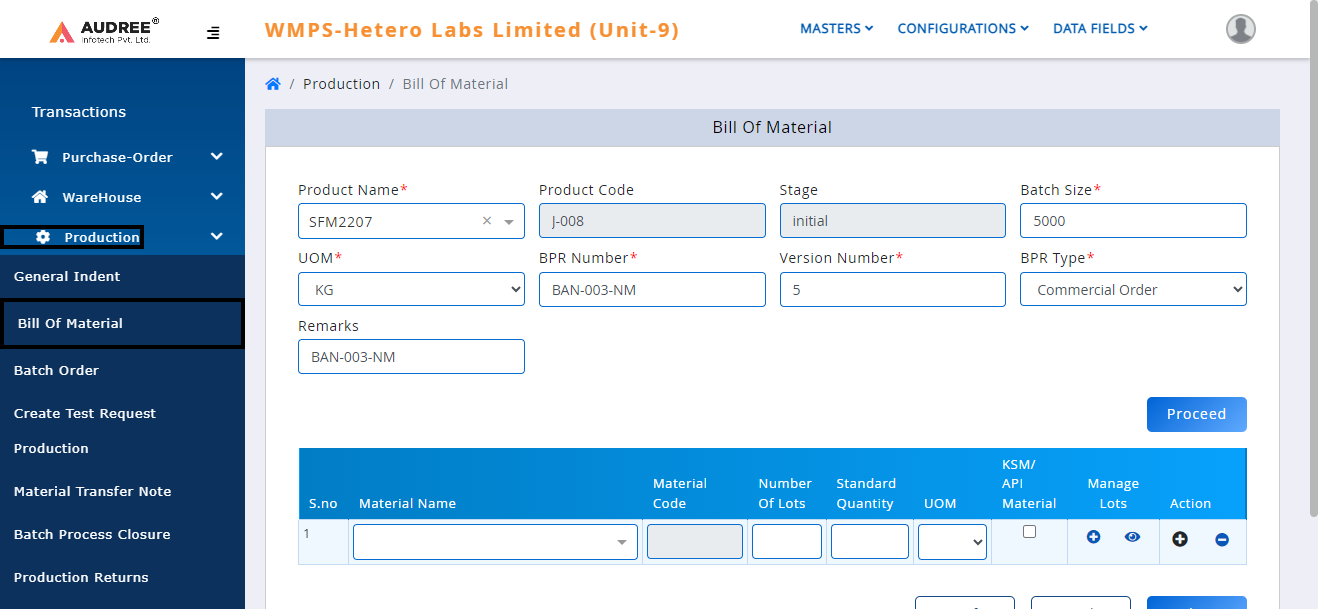 AUDREE®
Infotech Pvt. Ltd.
WMPS-Hetero Labs Limited (Unit-9)
MASTERS CONFIGURATIONS DATA FIELDS
Transactions
Purchase-Order
WareHouse
Production
General Indent
Bill Of Material
Batch Order
Create Test Request
Production
Material Transfer Note
Batch Process Closure
Production Returns
/ Production / Bill Of Material
Bill Of Material
Product Name* Product Code Stage Batch Size*
SFM2207 × J-008 initial 5000
UOM* BPR Number* Version Number* BPR Type*
KG BAN-003-NM 5 Commercial Order
Remarks
BAN-003-NM
Proceed
S.no Material Name Material Code Number Of Lots Standard Quantity UOM KSM/ API Material Manage Lots Action
1